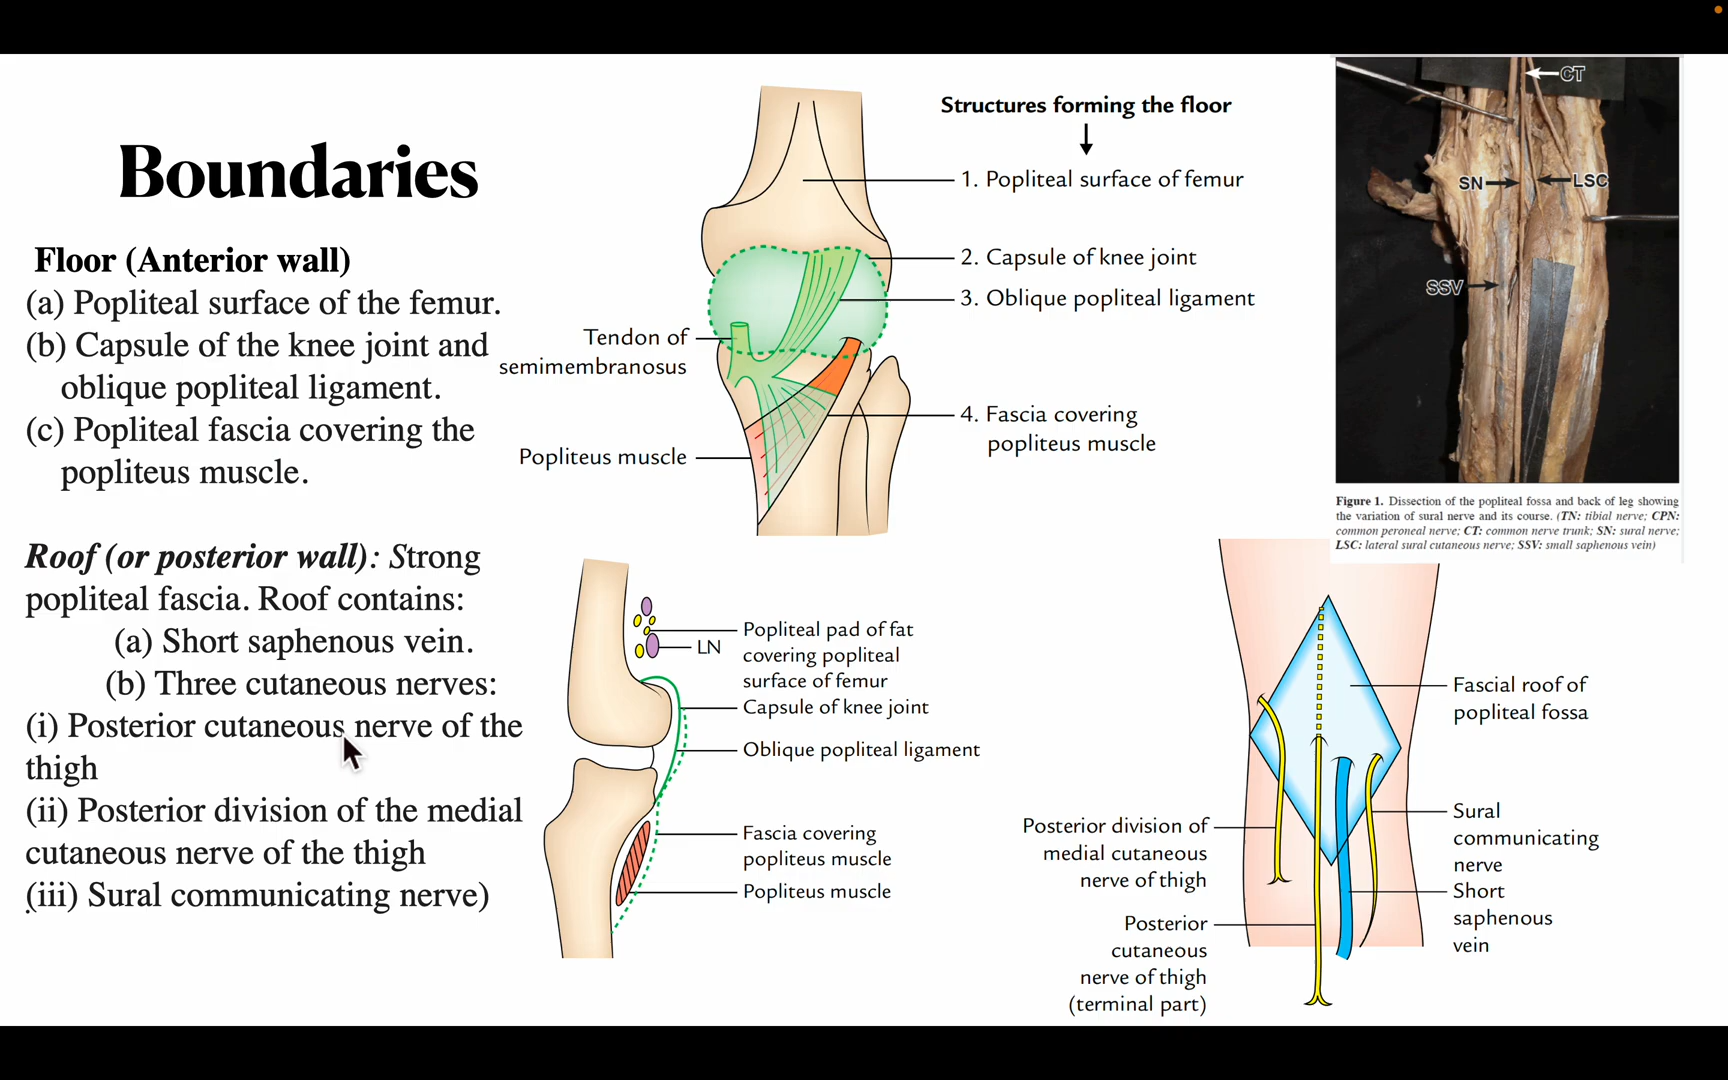 Boundaries
Floor (Anterior wall)
(a) Popliteal surface of the femur.
(b) Capsule of the knee joint and
oblique popliteal ligament.
(c) Popliteal fascia covering the
popliteus muscle.
Roof (or posterior wall): Strong
popliteal fascia. Roof contains:
(a) Short saphenous vein.
(b) Three cutaneous nerves:
(i) Posterior cutaneous nerve of the
thigh
(ii) Posterior division of the medial
cutaneous nerve of the thigh
(iii) Sural communicating nerve)
Structures forming the floor
1. Popliteal surface of femur
2. Capsule of knee joint
3. Oblique popliteal ligament
Tendon of
semimembranosus
4. Fascia covering
popliteus muscle
Popliteus muscle
CT
SN
LSC
SSV
Figure 1. Dissection of the popliteal fossa and back of leg showing
the variation of sural nerve and its course. (TN: tibial nerve; CPN:
common peroneal nerve; CT: common nerve trunk; SN: sural nerve;
LSC: lateral sural cutaneous nerve; SSV: small saphenous vein)
LN
Popliteal pad of fat
covering popliteal
surface of femur
Capsule of knee joint
Oblique popliteal ligament
Fascia covering
popliteus muscle
Popliteus muscle
Fascial roof of
popliteal fossa
Posterior division of
medial cutaneous
nerve of thigh
Posterior
cutaneous
nerve of thigh
(terminal part)
Sural
communicating
nerve
Short
saphenous
vein